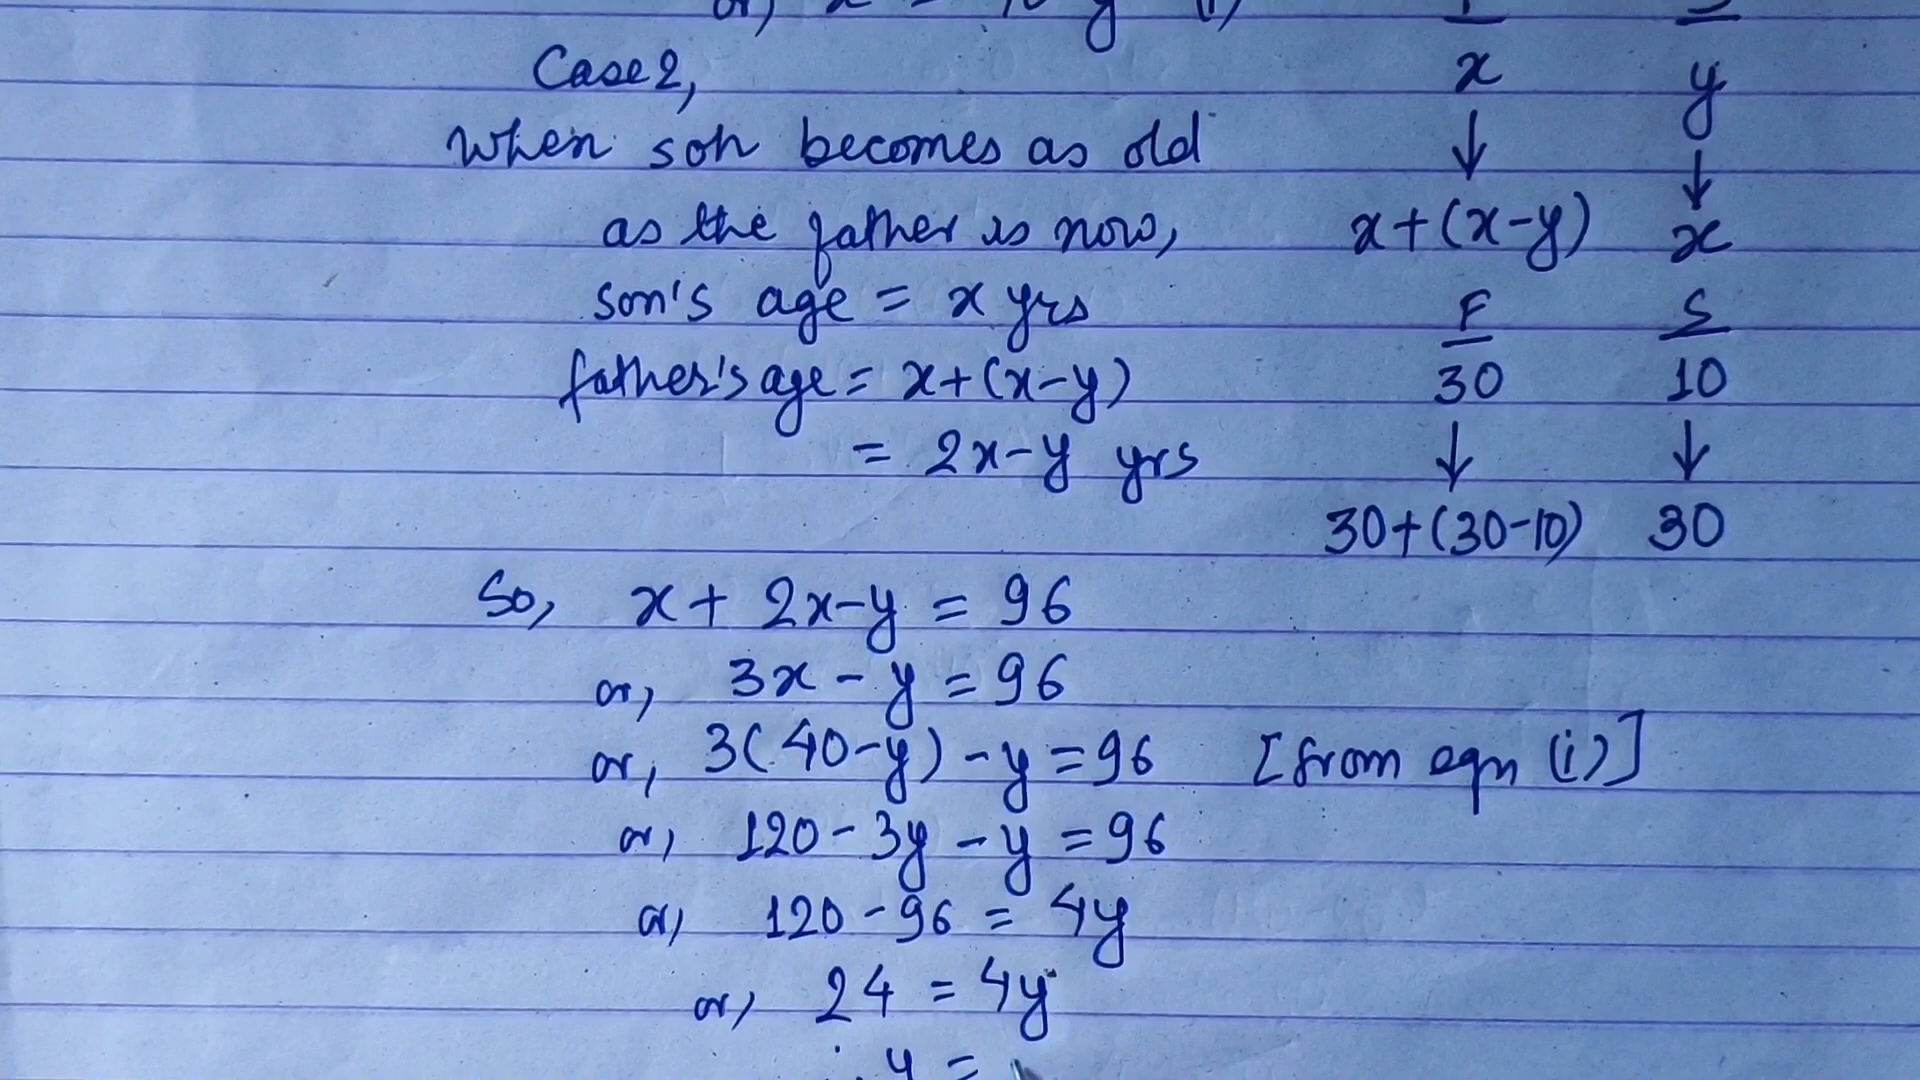 Case 2,
When son becomes as old
as the father is now,
son's age = x yrs
father's age = x+(x-y)
= 2x-y yrs
So, x + 2x-y = 96
or, 3x - y = 96
or, 3(40-y) - y = 96 [from eqn (i)]
or, 120 - 3y - y = 96
or, 120 - 96 = 4y
or, 24 = 4y
y =
x y
↓ ↓
x+(x-y) x
F S
30 10
↓ ↓
30+(30-10) 30